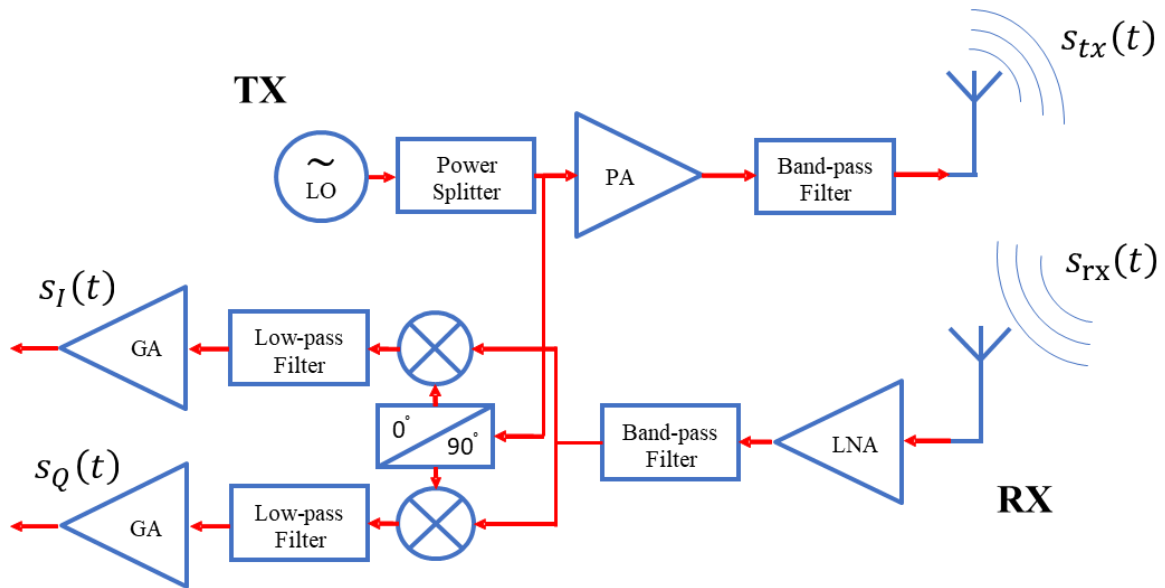 s_tx(t)
TX
~
LO
Power
Splitter
PA
Band-pass
Filter
s_rx(t)
s_I(t)
GA
Low-pass
Filter
0°
90°
Band-pass
Filter
LNA
RX
s_Q(t)
GA
Low-pass
Filter